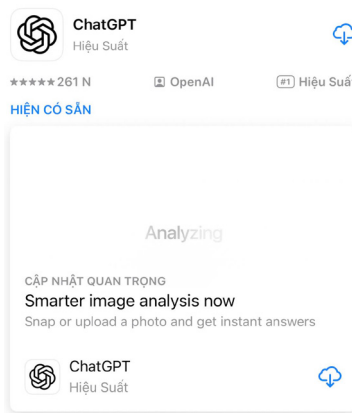 ChatGPT
Hiệu Suất
★★★★★ 261 N
OpenAI
#1 Hiệu Suất
HIỆN CÓ SẴN
Analyzing
CẬP NHẬT QUAN TRỌNG
Smarter image analysis now
Snap or upload a photo and get instant answers
ChatGPT
Hiệu Suất